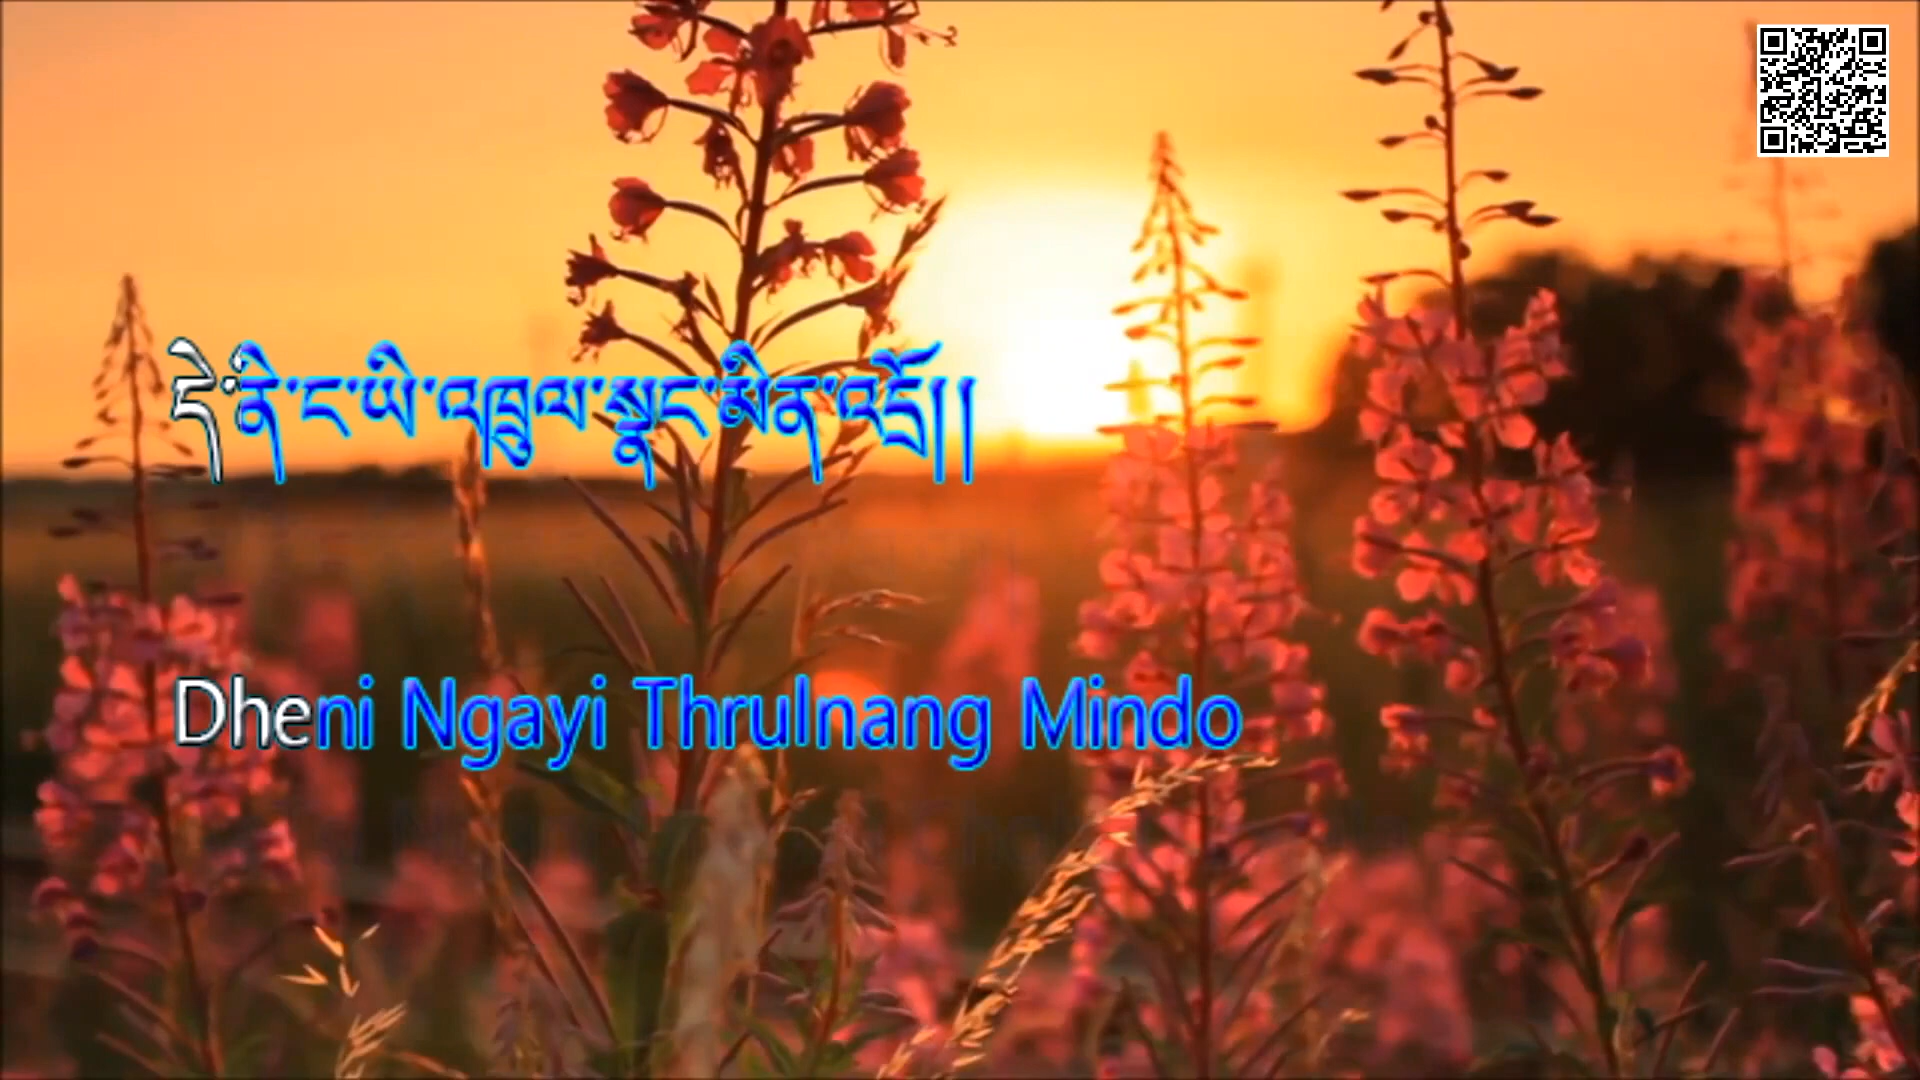 དེ་ནི་ང་ཡི་འཁྲུལ་སྣང་མིན་འདྲོ།།
Dheni Ngayi Thrulnang Mindo